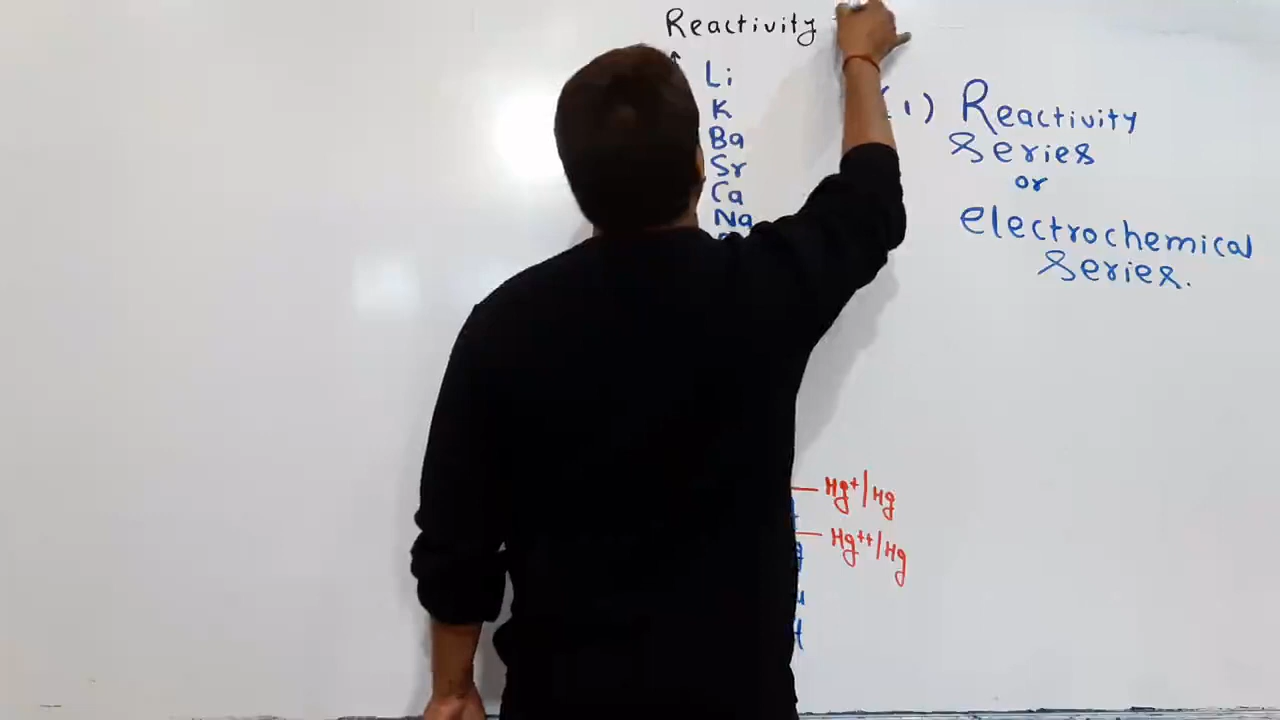 Reactivity
Li
K
Ba
Sr
Ca
Na
(1) Reactivity
series
or
electrochemical
series.
Hg+/Hg
Hg++/Hg